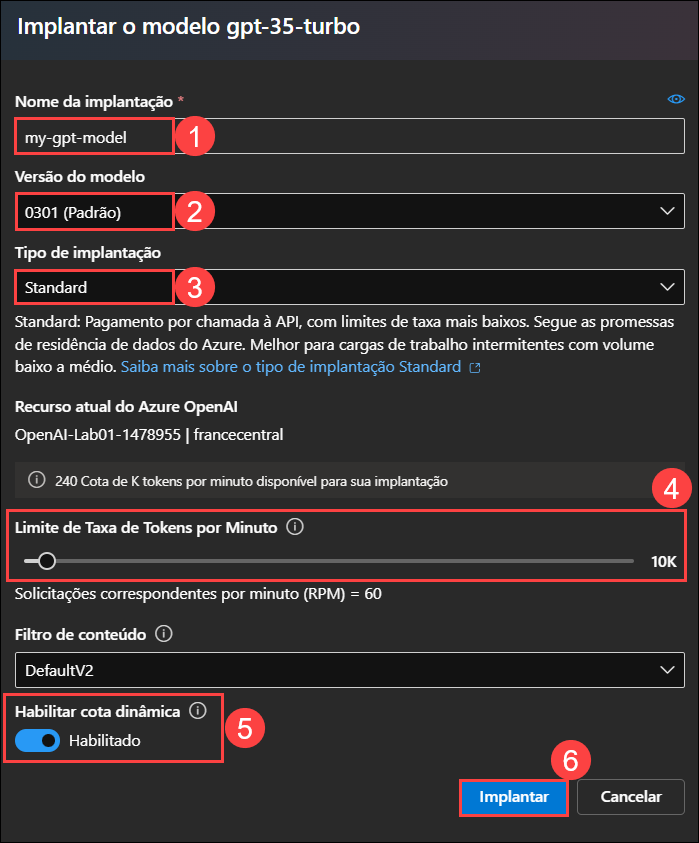 Implantar o modelo gpt-35-turbo
Nome da implantação *
my-gpt-model
1
Versão do modelo
0301 (Padrão)
2
Tipo de implantação
Standard
3
Standard: Pagamento por chamada à API, com limites de taxa mais baixos. Segue as promessas
de residência de dados do Azure. Melhor para cargas de trabalho intermitentes com volume
baixo a médio. Saiba mais sobre o tipo de implantação Standard
Recurso atual do Azure OpenAI
OpenAI-Lab01-1478955 | francecentral
240 Cota de K tokens por minuto disponível para sua implantação
4
Limite de Taxa de Tokens por Minuto
10K
Solicitações correspondentes por minuto (RPM) = 60
Filtro de conteúdo
DefaultV2
Habilitar cota dinâmica
Habilitado
5
6
Implantar
Cancelar